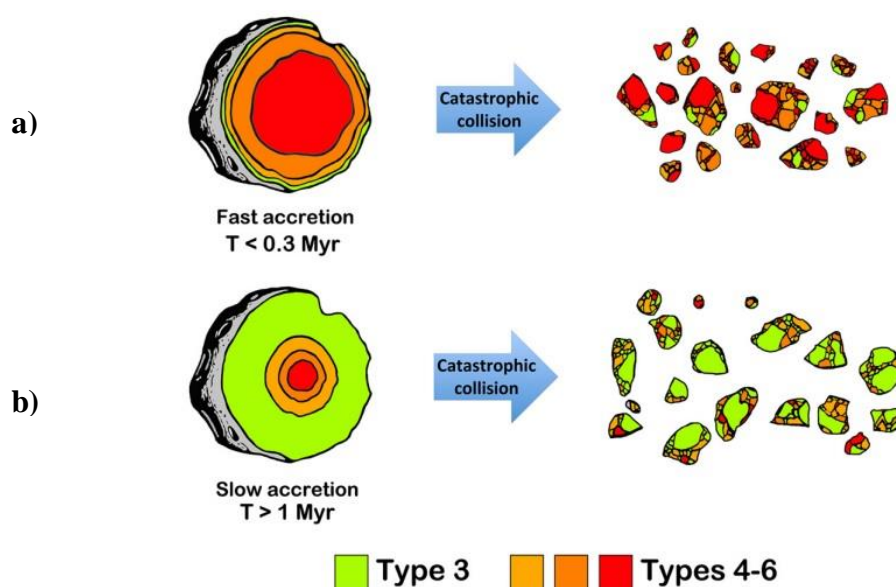 a)
Catastrophic
collision
Fast accretion
T < 0.3 Myr
b)
Catastrophic
collision
Slow accretion
T > 1 Myr
Type 3 Types 4-6